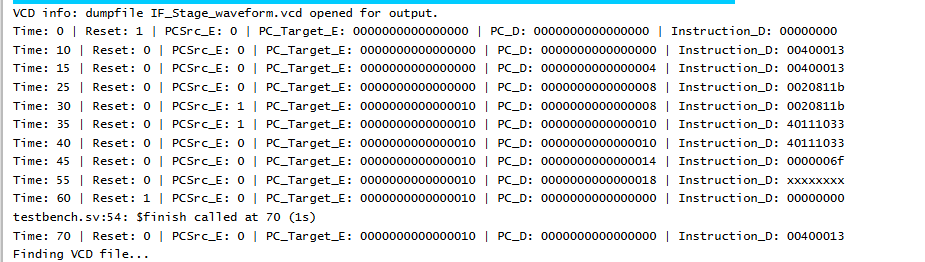 VCD info: dumpfile IF_Stage_waveform.vcd opened for output.
Time: 0 | Reset: 1 | PCSrc_E: 0 | PC_Target_E: 0000000000000000 | PC_D: 0000000000000000 | Instruction_D: 00000000
Time: 10 | Reset: 0 | PCSrc_E: 0 | PC_Target_E: 0000000000000000 | PC_D: 0000000000000000 | Instruction_D: 00400013
Time: 15 | Reset: 0 | PCSrc_E: 0 | PC_Target_E: 0000000000000000 | PC_D: 0000000000000004 | Instruction_D: 00400013
Time: 25 | Reset: 0 | PCSrc_E: 0 | PC_Target_E: 0000000000000000 | PC_D: 0000000000000008 | Instruction_D: 0020811b
Time: 30 | Reset: 0 | PCSrc_E: 1 | PC_Target_E: 0000000000000010 | PC_D: 0000000000000008 | Instruction_D: 0020811b
Time: 35 | Reset: 0 | PCSrc_E: 1 | PC_Target_E: 0000000000000010 | PC_D: 0000000000000010 | Instruction_D: 40111033
Time: 40 | Reset: 0 | PCSrc_E: 0 | PC_Target_E: 0000000000000010 | PC_D: 0000000000000010 | Instruction_D: 40111033
Time: 45 | Reset: 0 | PCSrc_E: 0 | PC_Target_E: 0000000000000010 | PC_D: 0000000000000014 | Instruction_D: 0000006f
Time: 55 | Reset: 0 | PCSrc_E: 0 | PC_Target_E: 0000000000000010 | PC_D: 0000000000000018 | Instruction_D: xxxxxxxx
Time: 60 | Reset: 1 | PCSrc_E: 0 | PC_Target_E: 0000000000000010 | PC_D: 0000000000000000 | Instruction_D: 00000000
testbench.sv:54: $finish called at 70 (1s)
Time: 70 | Reset: 0 | PCSrc_E: 0 | PC_Target_E: 0000000000000010 | PC_D: 0000000000000000 | Instruction_D: 00400013
Finding VCD file...